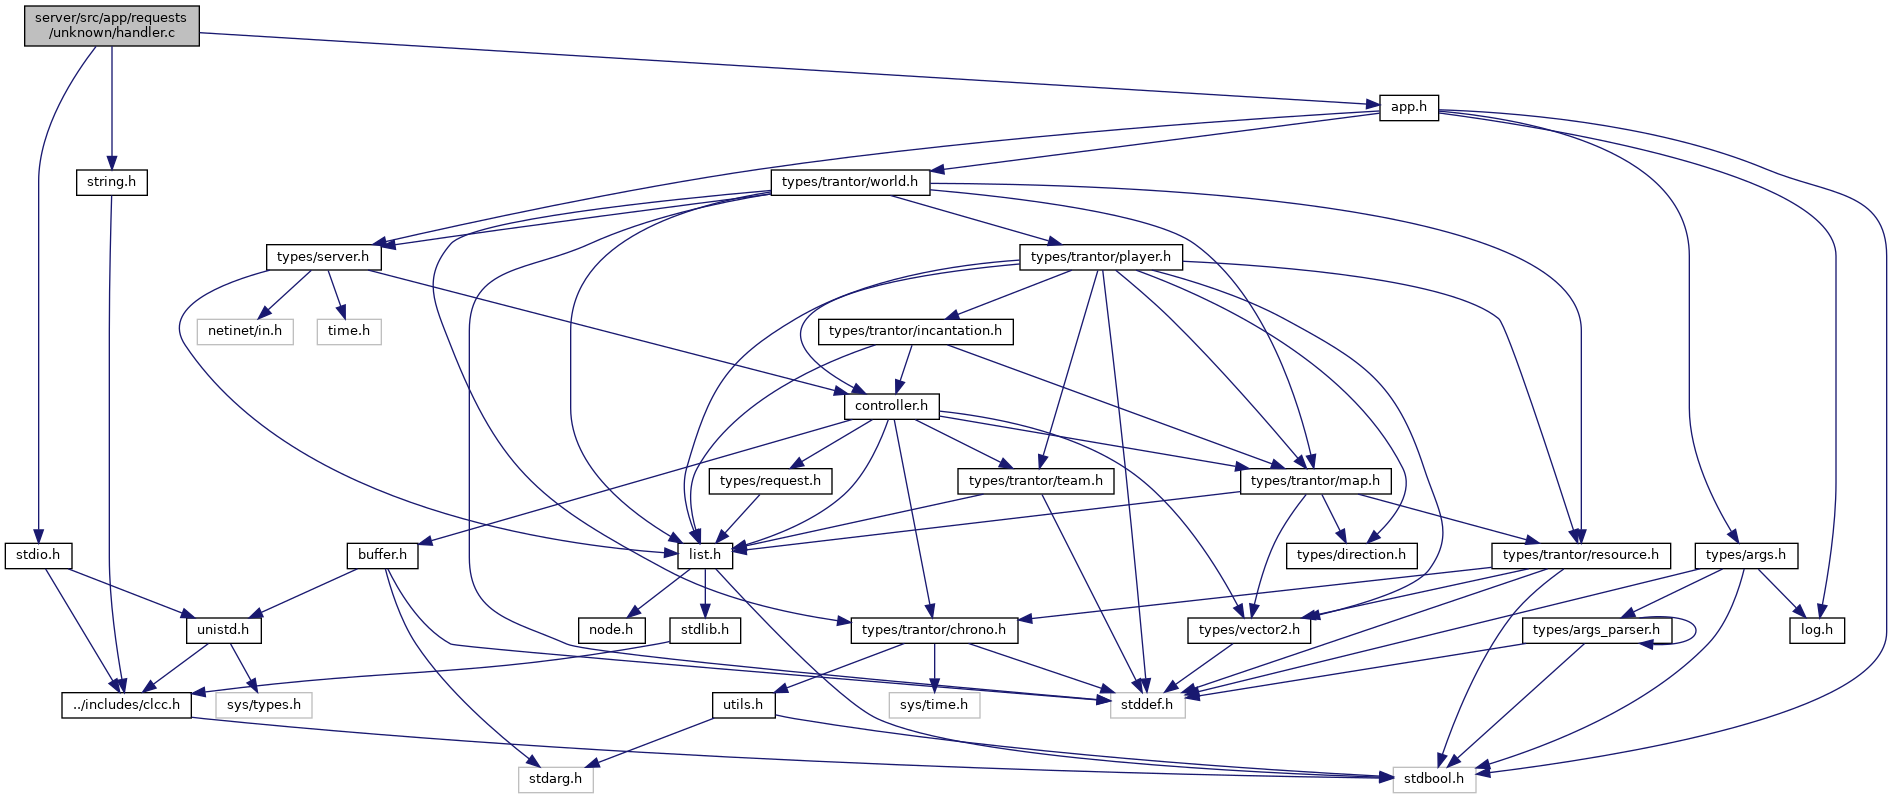 server/src/app/requests
/unknown/handler.c
app.h
string.h
types/trantor/world.h
types/server.h
types/trantor/player.h
netinet/in.h
time.h
types/trantor/incantation.h
controller.h
types/request.h
types/trantor/team.h
types/trantor/map.h
stdio.h
buffer.h
list.h
types/direction.h
types/trantor/resource.h
types/args.h
unistd.h
node.h
stdlib.h
types/trantor/chrono.h
types/vector2.h
types/args_parser.h
log.h
../includes/clcc.h
sys/types.h
utils.h
sys/time.h
stddef.h
stdarg.h
stdbool.h